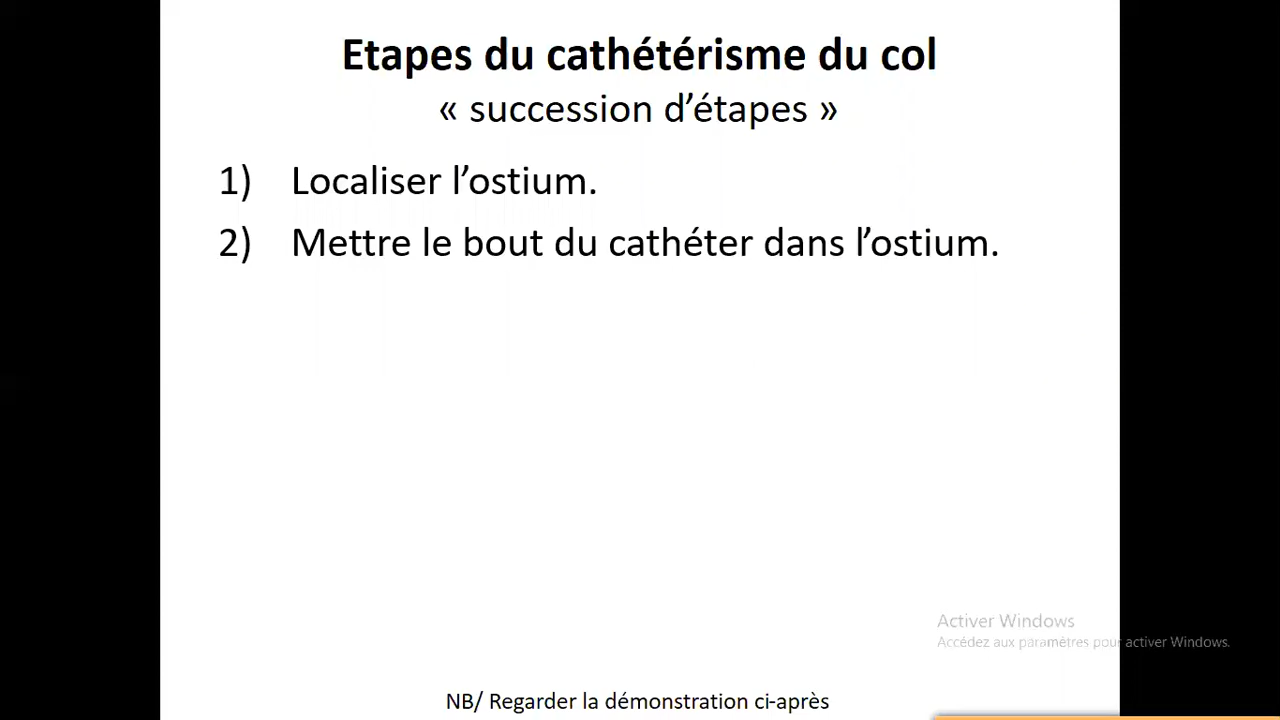 Etapes du cathétérisme du col
« succession d’étapes »
1) Localiser l’ostium.
2) Mettre le bout du cathéter dans l’ostium.
Activer Windows
Accédez aux paramètres pour activer Windows.
NB/ Regarder la démonstration ci-après